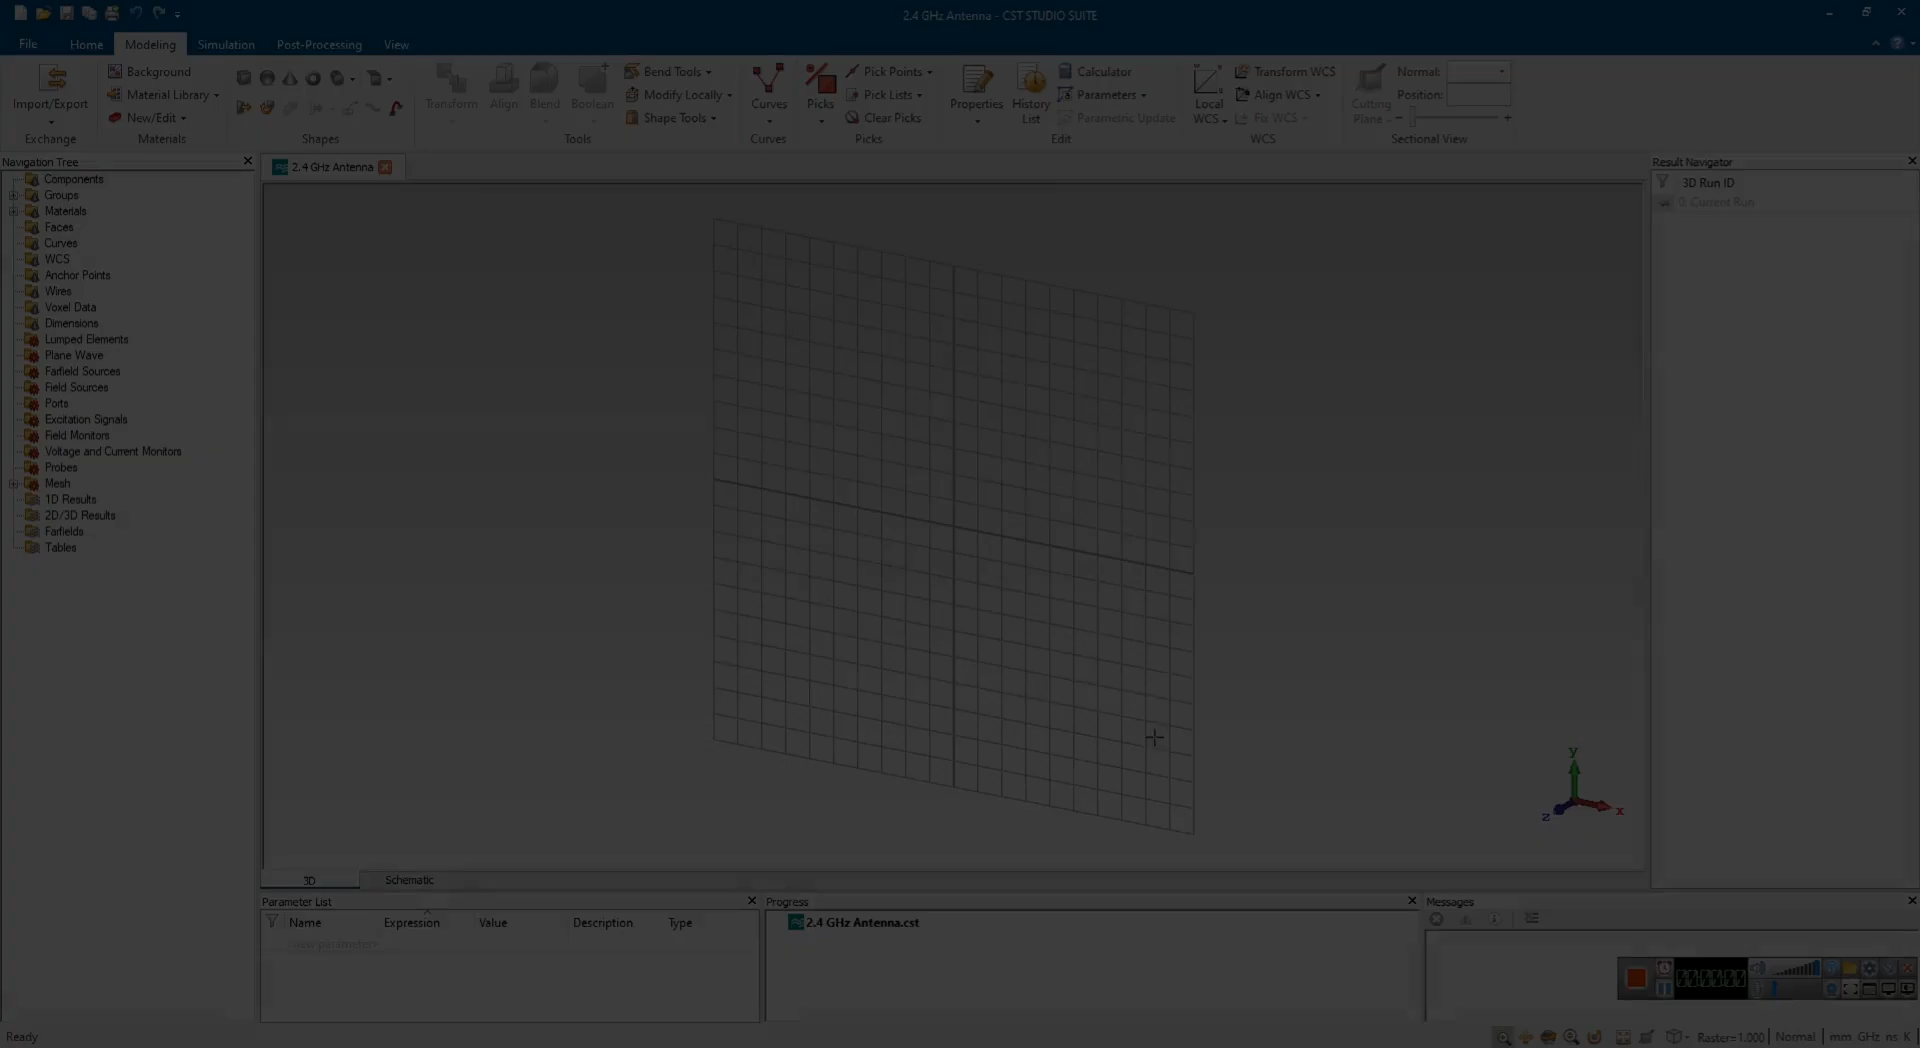 2.4 GHz Antenna - CST STUDIO SUITE
File Home Modeling Simulation Post-Processing View
Import/Export
Exchange
Background
Material Library
New/Edit
Materials
Shapes
Transform Align Blend Boolean
Bend Tools
Modify Locally
Shape Tools
Tools
Curves
Curves
Picks
Pick Points
Pick Lists
Clear Picks
Picks
Properties
History
List
Calculator
Parameters
Parametric Update
Edit
Local
WCS
Transform WCS
Align WCS
Fix WCS
WCS
Cutting
Plane
Normal:
Position:
Sectional View
Navigation Tree
Components
Groups
Materials
Faces
Curves
WCS
Anchor Points
Wires
Voxel Data
Dimensions
Lumped Elements
Plane Wave
Farfield Sources
Field Sources
Ports
Excitation Signals
Field Monitors
Voltage and Current Monitors
Probes
Mesh
1D Results
2D/3D Results
Farfields
Tables
2.4 GHz Antenna
y
z
x
Result Navigator
3D Run ID
0: Current Run
3D Schematic
Parameter List
Name Expression Value Description Type
<new parameter>
Progress
2.4 GHz Antenna.cst
Messages
Ready
Raster=1.000 Normal mm GHz ns K